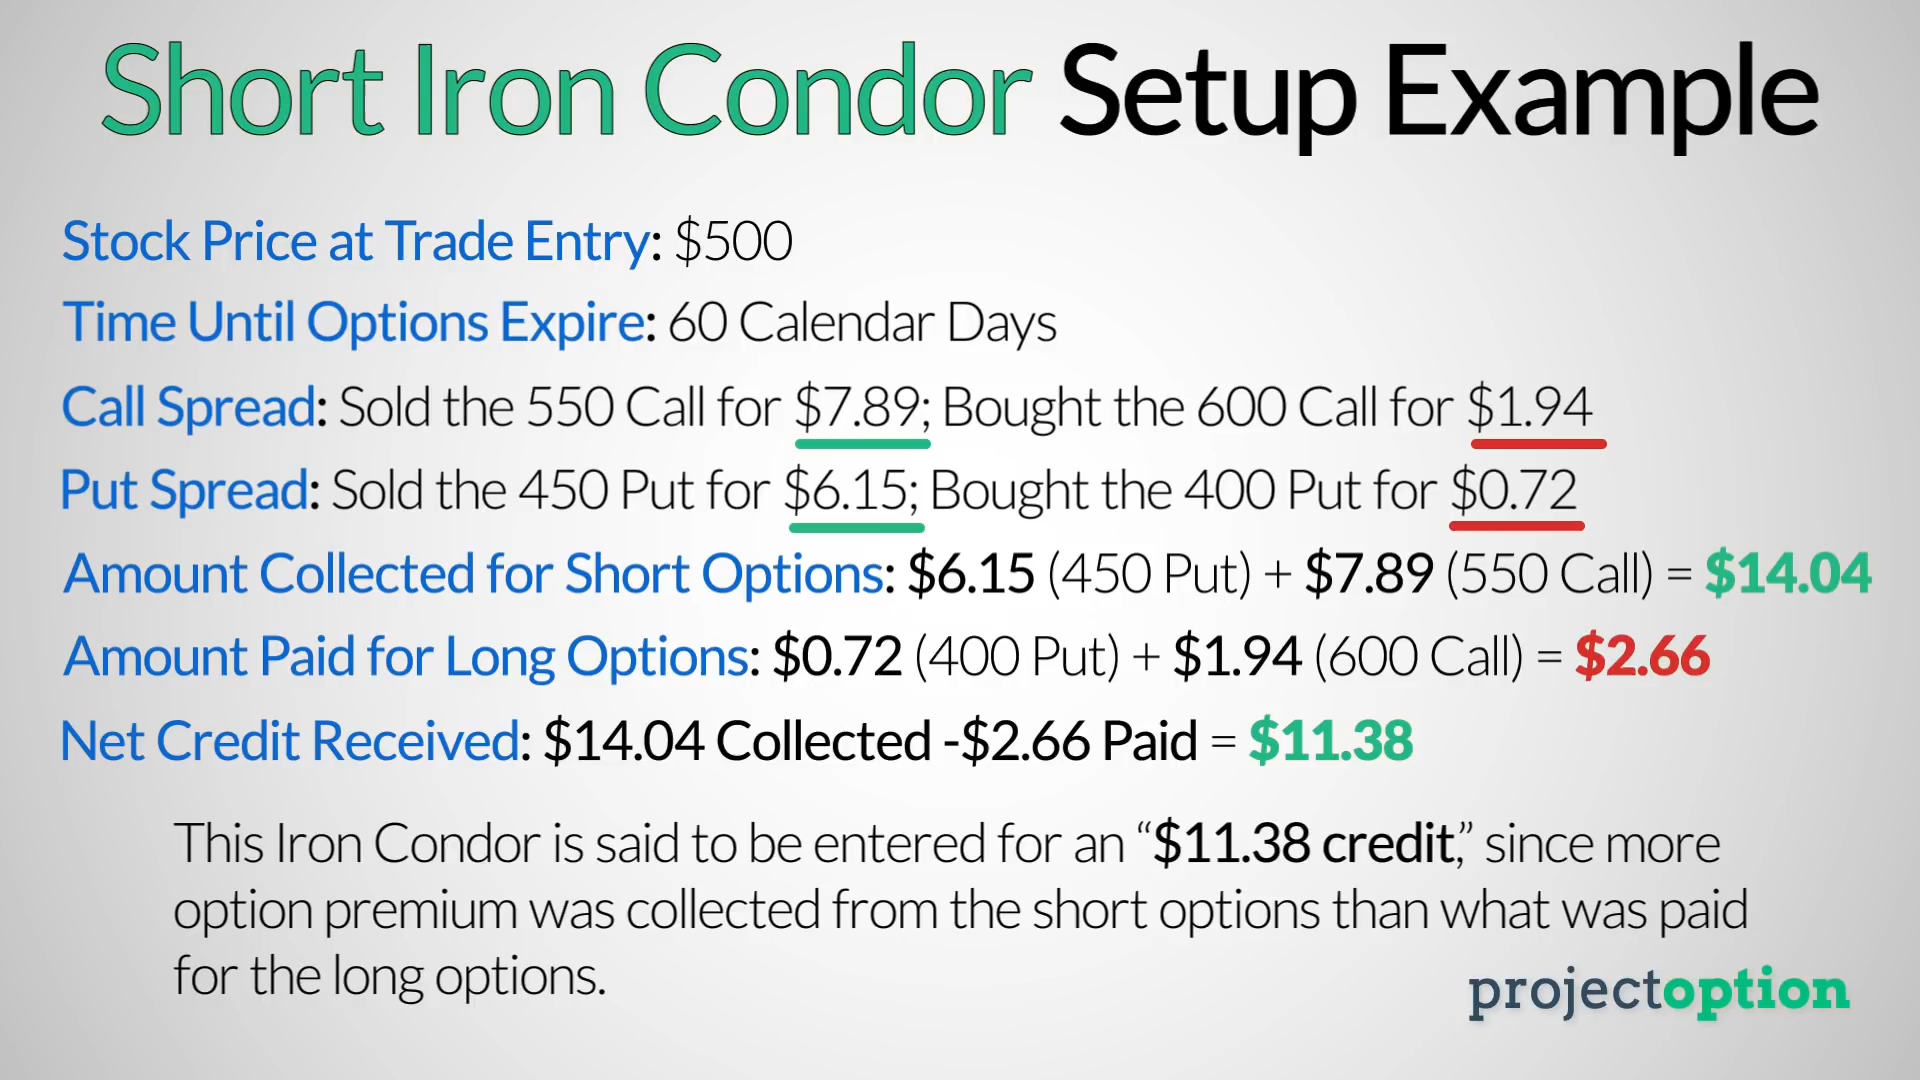 Short Iron Condor Setup Example
Stock Price at Trade Entry: $500
Time Until Options Expire: 60 Calendar Days
Call Spread: Sold the 550 Call for $7.89; Bought the 600 Call for $1.94
Put Spread: Sold the 450 Put for $6.15; Bought the 400 Put for $0.72
Amount Collected for Short Options: $6.15 (450 Put) + $7.89 (550 Call) = $14.04
Amount Paid for Long Options: $0.72 (400 Put) + $1.94 (600 Call) = $2.66
Net Credit Received: $14.04 Collected -$2.66 Paid = $11.38
This Iron Condor is said to be entered for an “$11.38 credit,” since more
option premium was collected from the short options than what was paid
for the long options.
projectoption